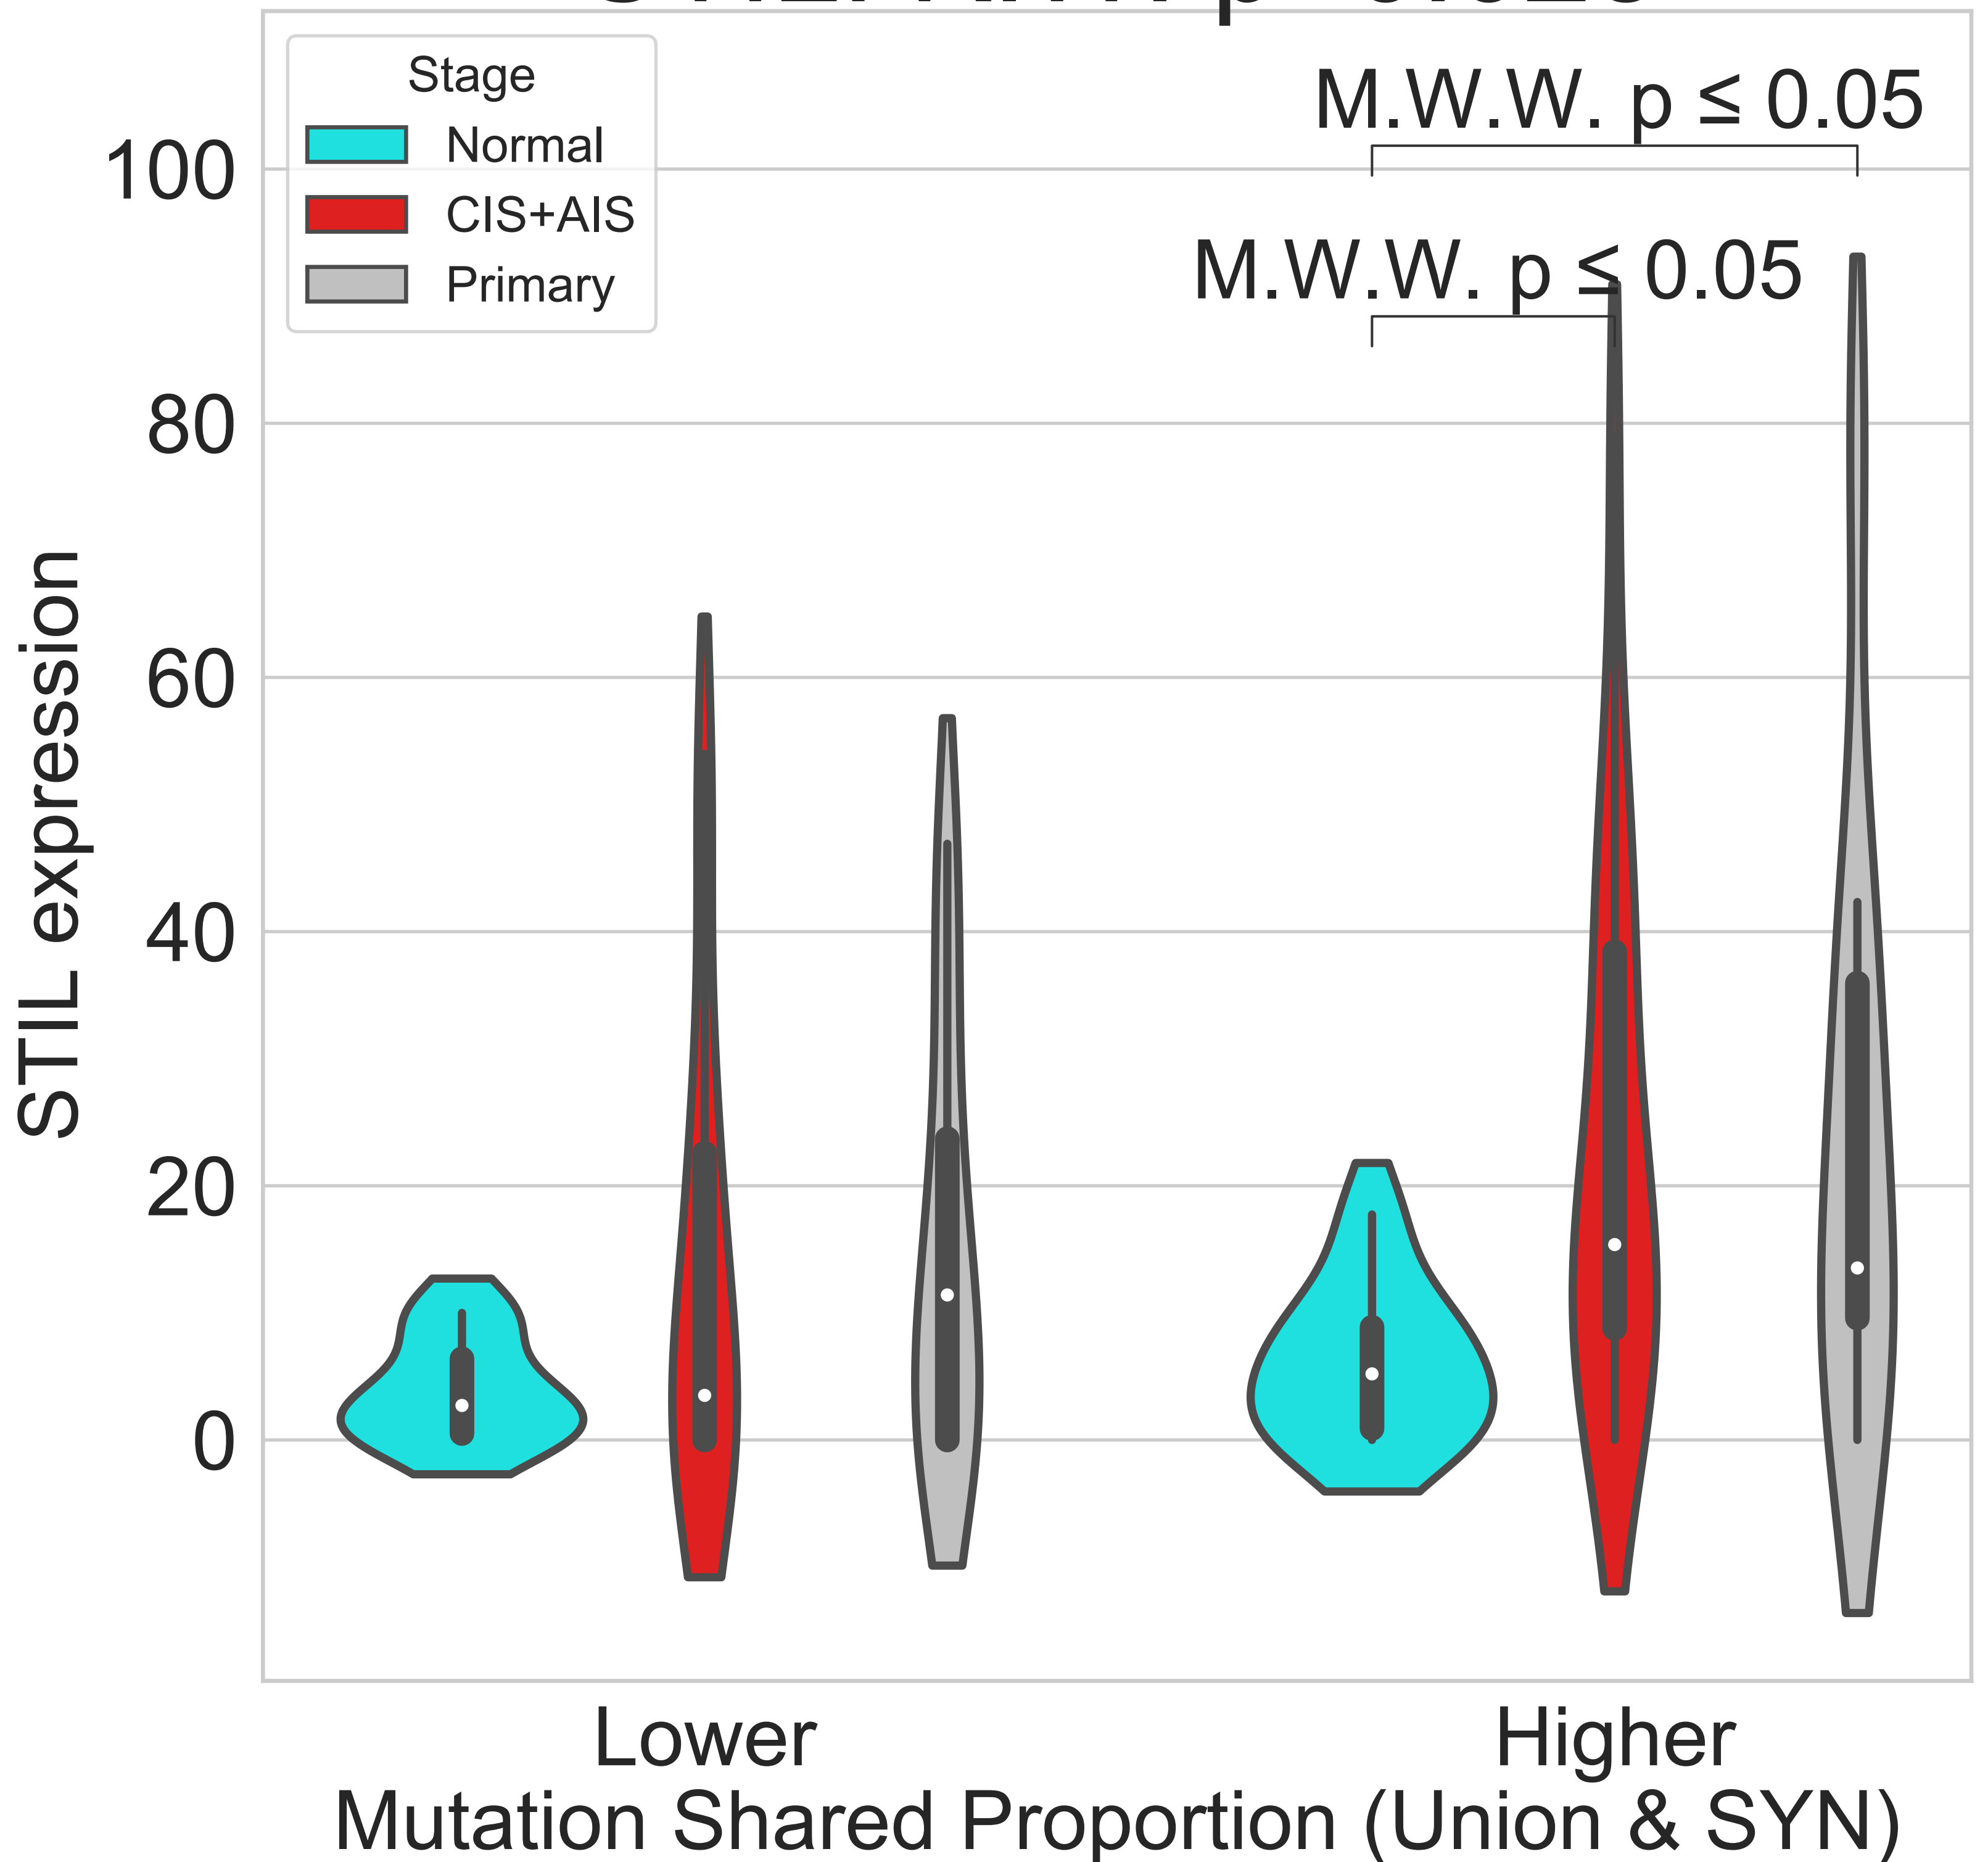 Stage
Normal
CIS+AIS
Primary
M.W.W. p ≤ 0.05
M.W.W. p ≤ 0.05
100
80
60
40
20
0
STIL expression
Lower
Higher
Mutation Shared Proportion (Union & SYN)